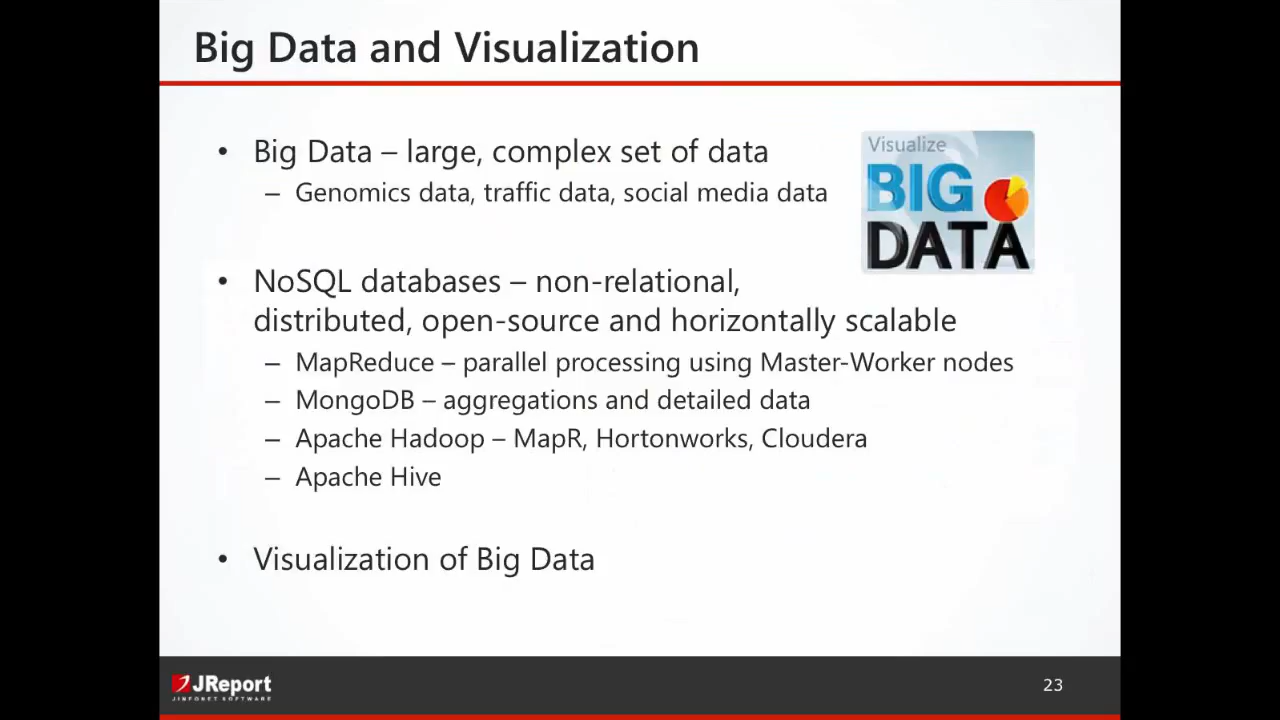 Big Data and Visualization
• Big Data – large, complex set of data
– Genomics data, traffic data, social media data
Visualize
BIG
DATA
• NoSQL databases – non-relational,
distributed, open-source and horizontally scalable
– MapReduce – parallel processing using Master-Worker nodes
– MongoDB – aggregations and detailed data
– Apache Hadoop – MapR, Hortonworks, Cloudera
– Apache Hive
• Visualization of Big Data
JReport
JINFONET SOFTWARE
23